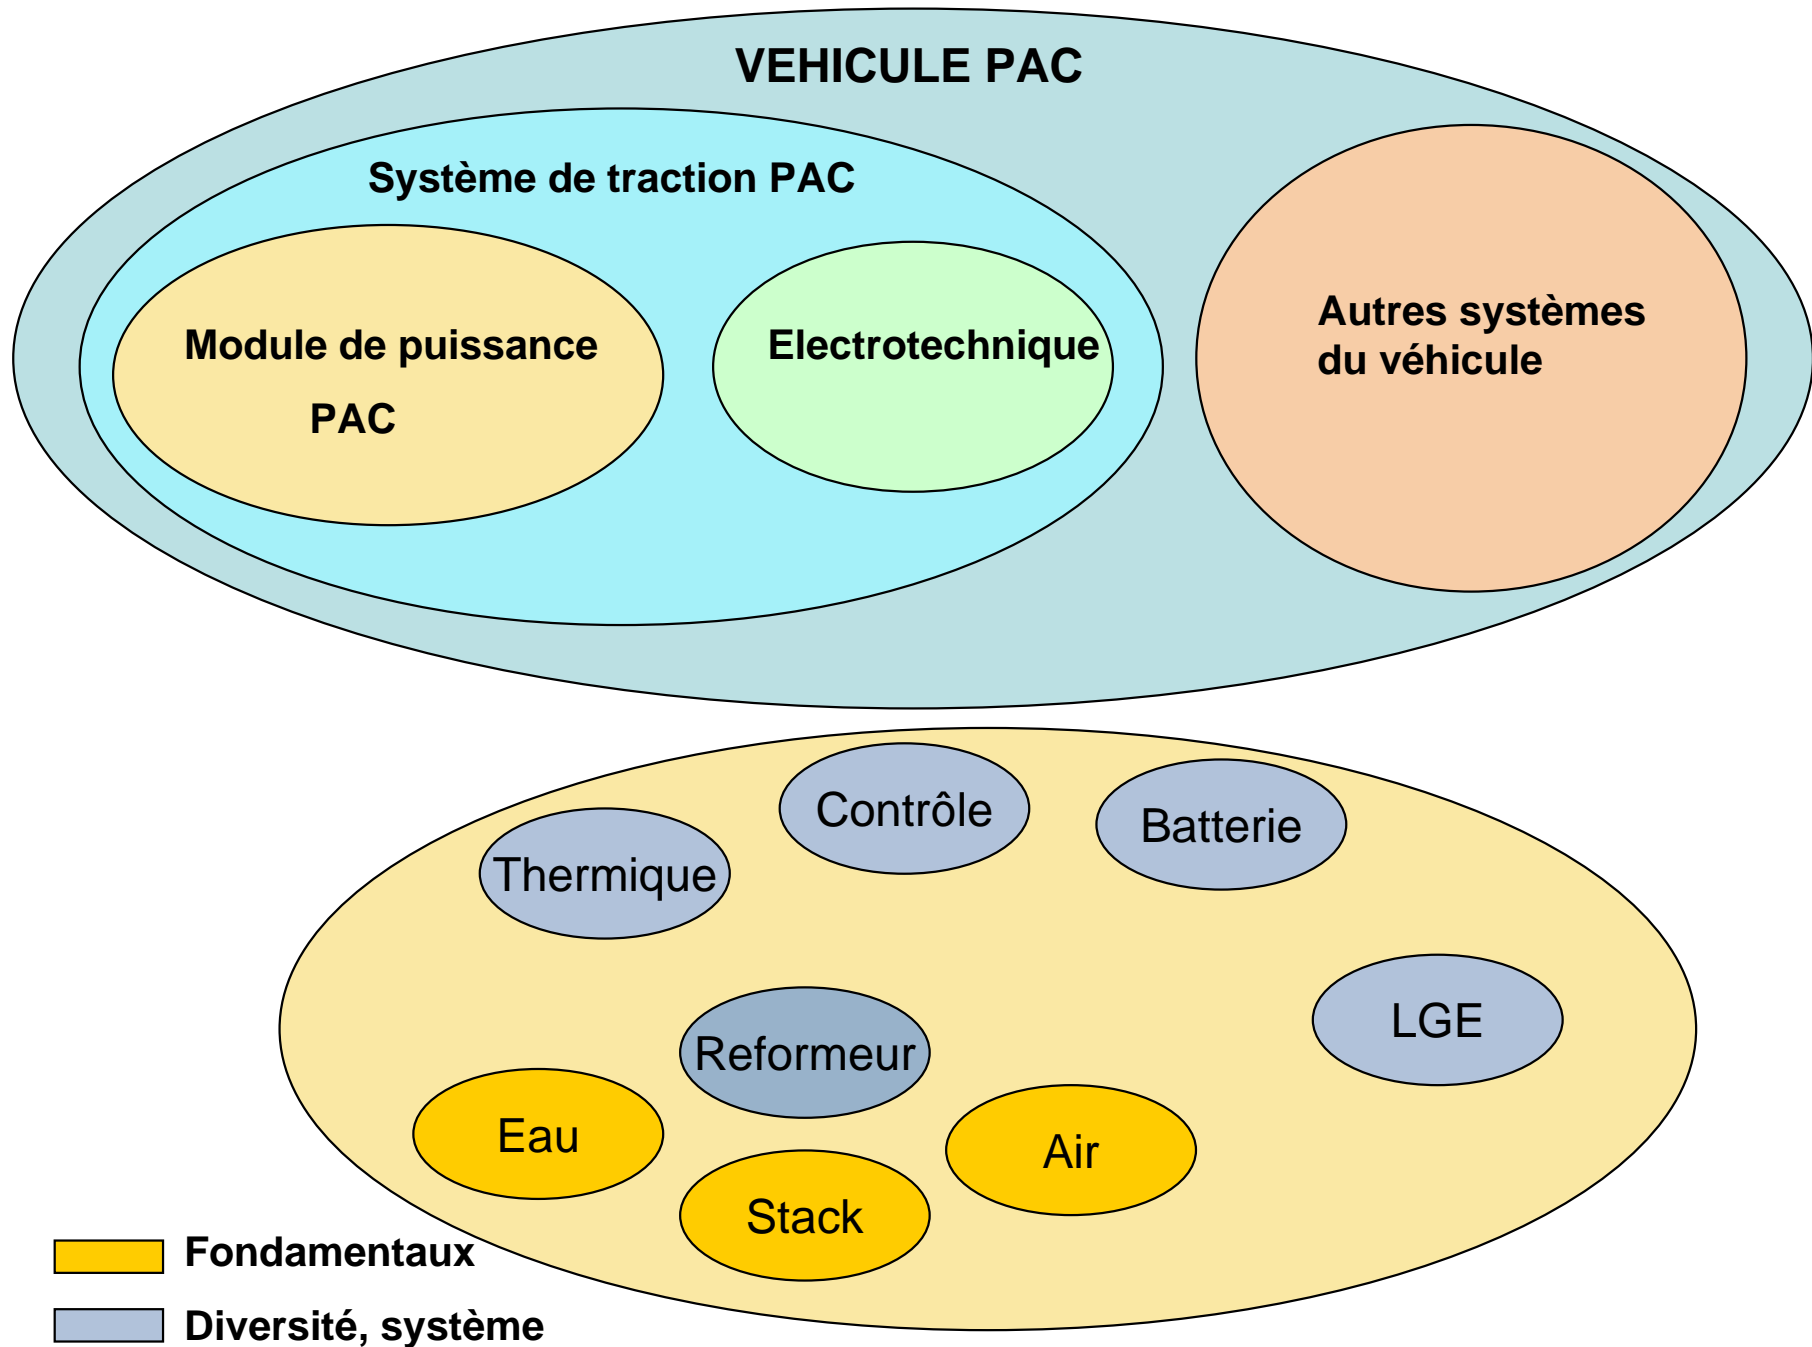 VEHICULE PAC
Système de traction PAC
Module de puissance
PAC
Electrotechnique
Autres systèmes
du véhicule
Contrôle
Batterie
Thermique
LGE
Reformeur
Eau
Air
Stack
Fondamentaux
Diversité, système